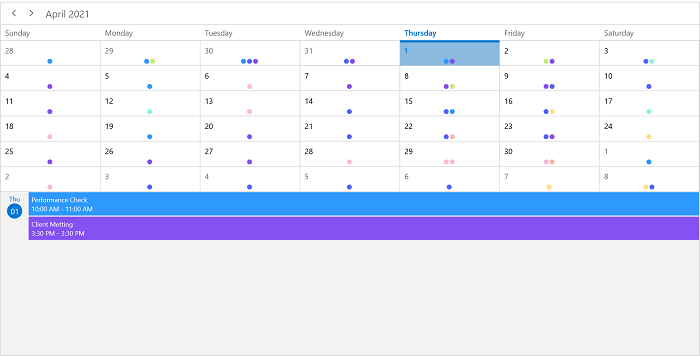 April 2021
Sunday Monday Tuesday Wednesday Thursday Friday Saturday
28 29 30 31 1 2 3
4 5 6 7 8 9 10
11 12 13 14 15 16 17
18 19 20 21 22 23 24
25 26 27 28 29 30 1
2 3 4 5 6 7 8
Thu
01
Performance Check
10:00 AM - 11:00 AM
Client Metting
3:30 PM - 3:30 PM